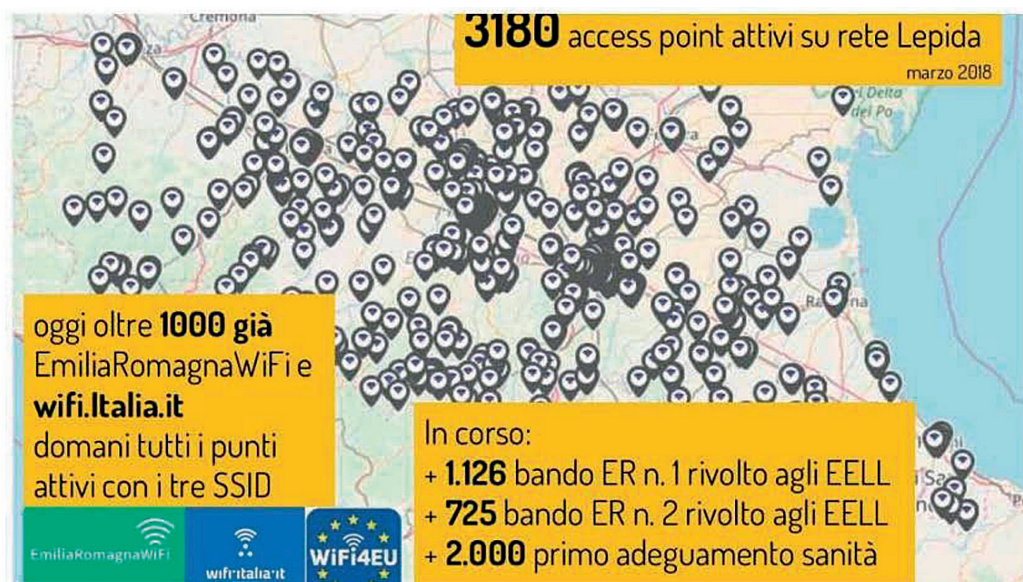 Cremona
3180 access point attivi su rete Lepida
marzo 2018
del Po
oggi oltre 1000 già
EmiliaRomagnaWiFi e
wifi.Italia.it
domani tutti i punti
attivi con i tre SSID
In corso:
+ 1.126 bando ER n. 1 rivolto agli EELL
+ 725 bando ER n. 2 rivolto agli EELL
+ 2.000 primo adeguamento sanità
EmiliaRomagnaWiFi
wifi:italia:it
WiFi4EU